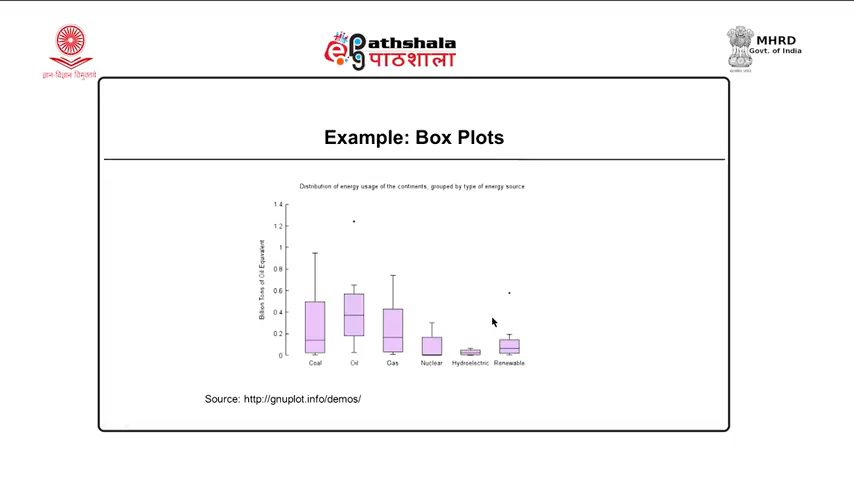 ज्ञान-विज्ञान विमुक्तये
Pathshala
पाठशाला
MHRD
Govt. of India
Example: Box Plots
Distribution of energy usage of the continents, grouped by type of energy source
Billion Tons of Oil Equivalent
1.4
1.2
1
0.8
0.6
0.4
0.2
0
Coal Oil Gas Nuclear Hydroelectric Renewable
Source: http://gnuplot.info/demos/